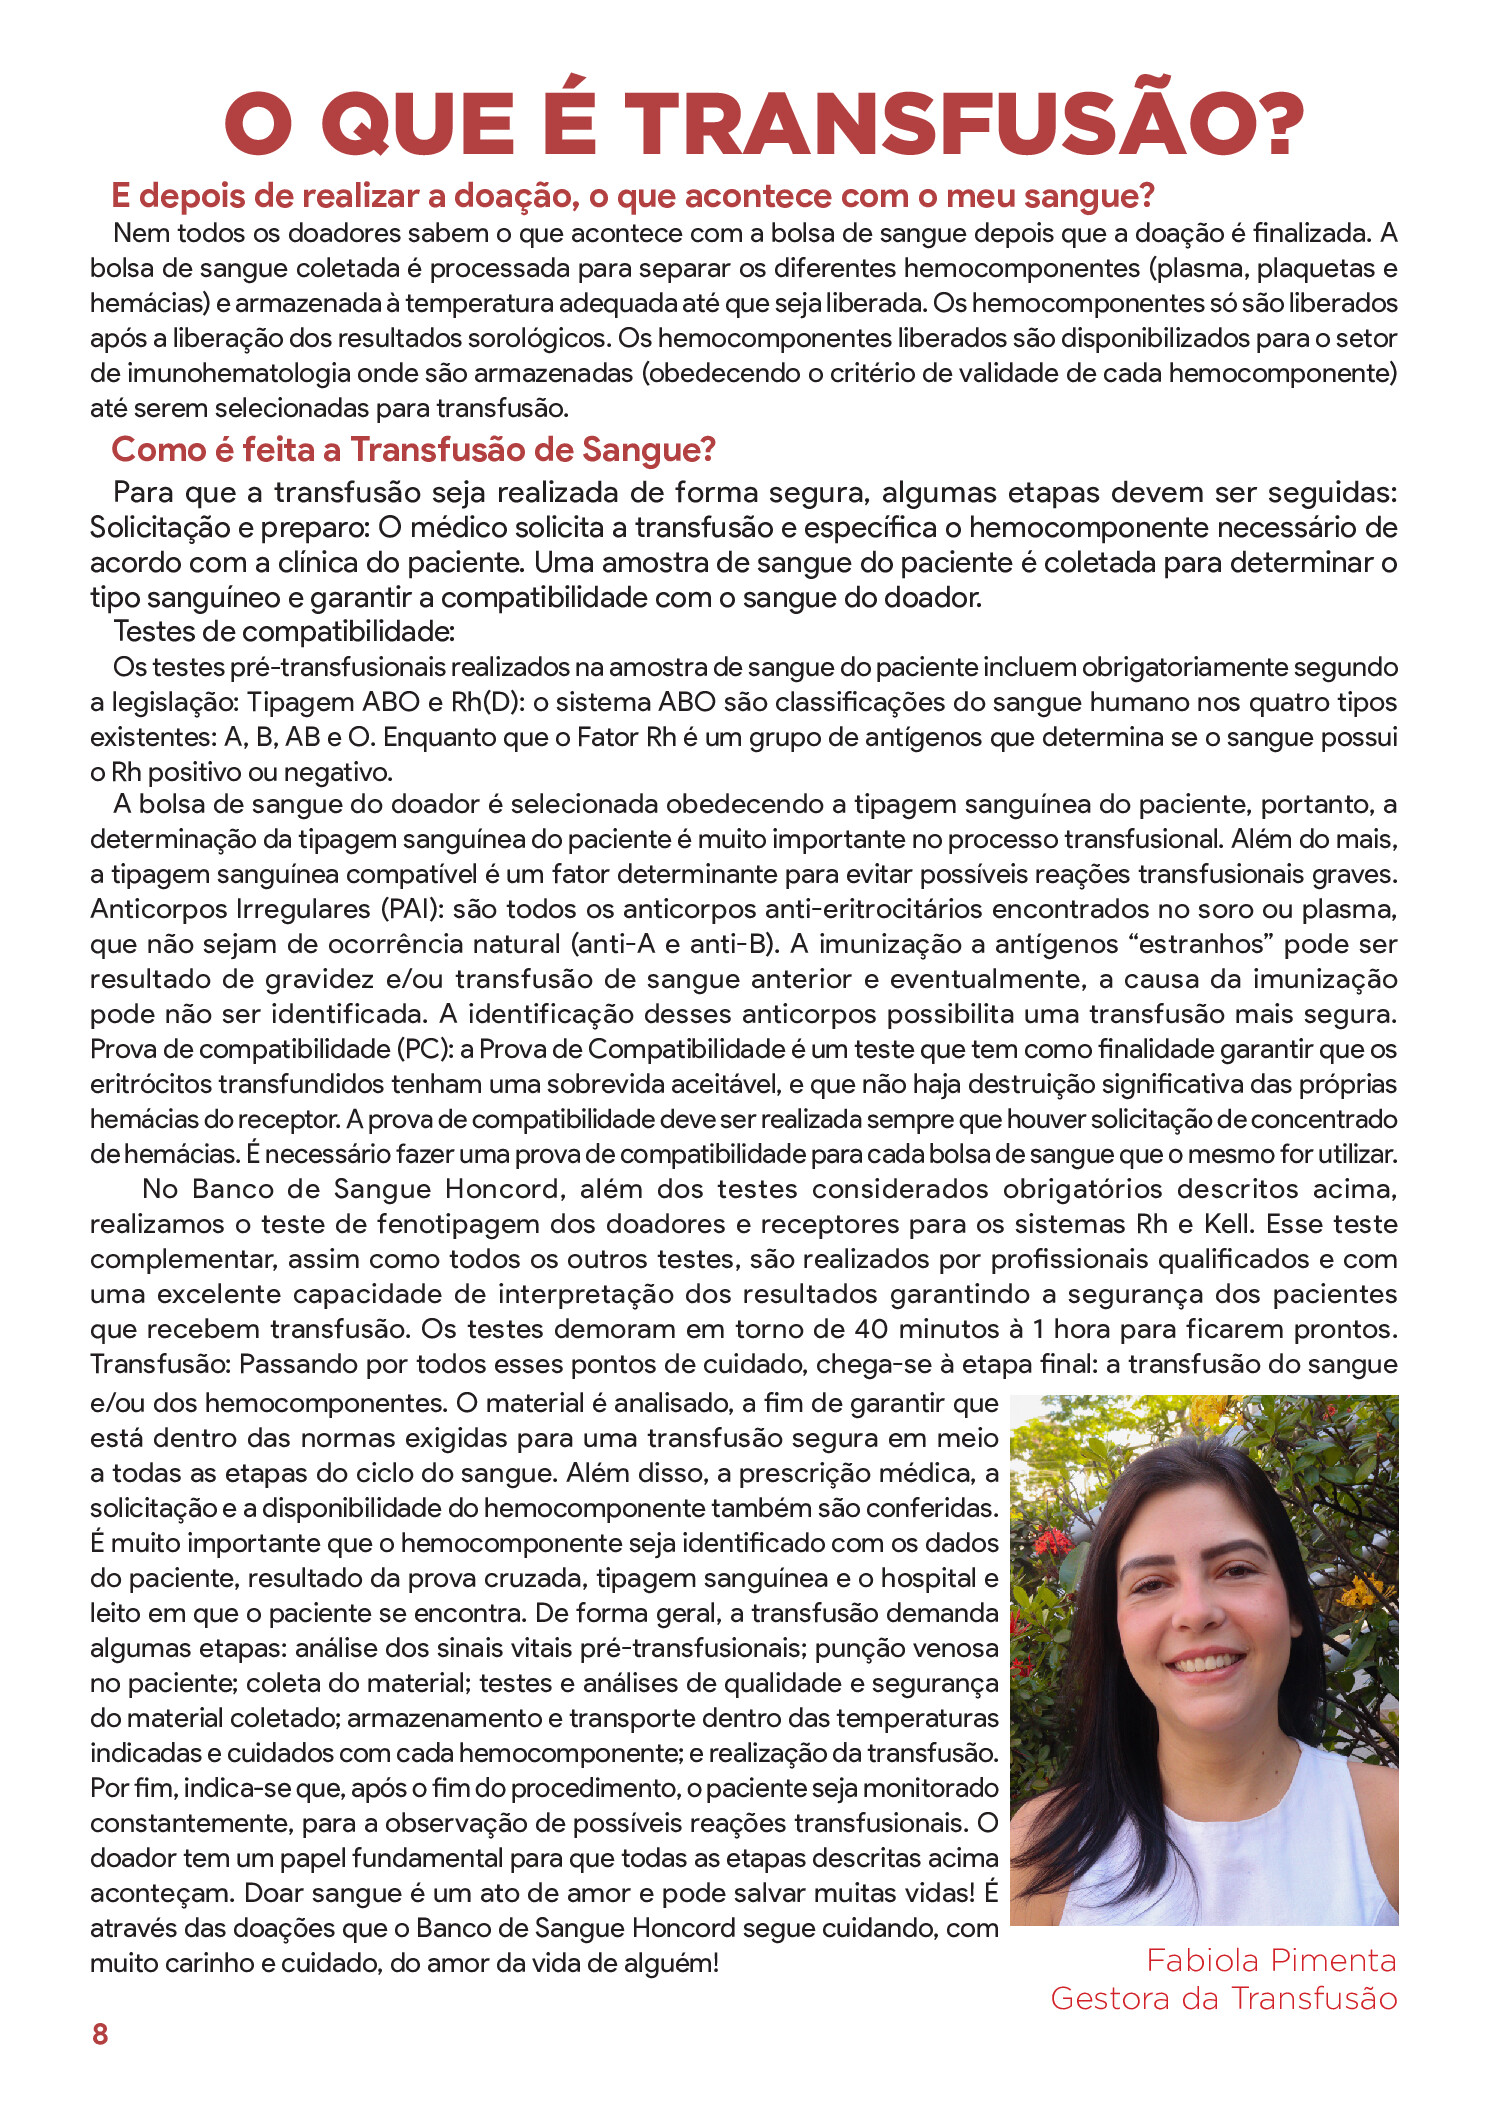 O QUE É TRANSFUSÃO?
E depois de realizar a doação, o que acontece com o meu sangue?
Nem todos os doadores sabem o que acontece com a bolsa de sangue depois que a doação é finalizada. A
bolsa de sangue coletada é processada para separar os diferentes hemocomponentes (plasma, plaquetas e
hemácias) e armazenada à temperatura adequada até que seja liberada. Os hemocomponentes só são liberados
após a liberação dos resultados sorológicos. Os hemocomponentes liberados são disponibilizados para o setor
de imunohematologia onde são armazenadas (obedecendo o critério de validade de cada hemocomponente)
até serem selecionadas para transfusão.
Como é feita a Transfusão de Sangue?
Para que a transfusão seja realizada de forma segura, algumas etapas devem ser seguidas:
Solicitação e preparo: O médico solicita a transfusão e específica o hemocomponente necessário de
acordo com a clínica do paciente. Uma amostra de sangue do paciente é coletada para determinar o
tipo sanguíneo e garantir a compatibilidade com o sangue do doador.
Testes de compatibilidade:
Os testes pré-transfusionais realizados na amostra de sangue do paciente incluem obrigatoriamente segundo
a legislação: Tipagem ABO e Rh(D): o sistema ABO são classificações do sangue humano nos quatro tipos
existentes: A, B, AB e O. Enquanto que o Fator Rh é um grupo de antígenos que determina se o sangue possui
o Rh positivo ou negativo.
A bolsa de sangue do doador é selecionada obedecendo a tipagem sanguínea do paciente, portanto, a
determinação da tipagem sanguínea do paciente é muito importante no processo transfusional. Além do mais,
a tipagem sanguínea compatível é um fator determinante para evitar possíveis reações transfusionais graves.
Anticorpos Irregulares (PAI): são todos os anticorpos anti-eritrocitários encontrados no soro ou plasma,
que não sejam de ocorrência natural (anti-A e anti-B). A imunização a antígenos “estranhos” pode ser
resultado de gravidez e/ou transfusão de sangue anterior e eventualmente, a causa da imunização
pode não ser identificada. A identificação desses anticorpos possibilita uma transfusão mais segura.
Prova de compatibilidade (PC): a Prova de Compatibilidade é um teste que tem como finalidade garantir que os
eritrócitos transfundidos tenham uma sobrevida aceitável, e que não haja destruição significativa das próprias
hemácias do receptor. A prova de compatibilidade deve ser realizada sempre que houver solicitação de concentrado
de hemácias. É necessário fazer uma prova de compatibilidade para cada bolsa de sangue que o mesmo for utilizar.
No Banco de Sangue Honcord, além dos testes considerados obrigatórios descritos acima,
realizamos o teste de fenotipagem dos doadores e receptores para os sistemas Rh e Kell. Esse teste
complementar, assim como todos os outros testes, são realizados por profissionais qualificados e com
uma excelente capacidade de interpretação dos resultados garantindo a segurança dos pacientes
que recebem transfusão. Os testes demoram em torno de 40 minutos à 1 hora para ficarem prontos.
Transfusão: Passando por todos esses pontos de cuidado, chega-se à etapa final: a transfusão do sangue
e/ou dos hemocomponentes. O material é analisado, a fim de garantir que
está dentro das normas exigidas para uma transfusão segura em meio
a todas as etapas do ciclo do sangue. Além disso, a prescrição médica, a
solicitação e a disponibilidade do hemocomponente também são conferidas.
É muito importante que o hemocomponente seja identificado com os dados
do paciente, resultado da prova cruzada, tipagem sanguínea e o hospital e
leito em que o paciente se encontra. De forma geral, a transfusão demanda
algumas etapas: análise dos sinais vitais pré-transfusionais; punção venosa
no paciente; coleta do material; testes e análises de qualidade e segurança
do material coletado; armazenamento e transporte dentro das temperaturas
indicadas e cuidados com cada hemocomponente; e realização da transfusão.
Por fim, indica-se que, após o fim do procedimento, o paciente seja monitorado
constantemente, para a observação de possíveis reações transfusionais. O
doador tem um papel fundamental para que todas as etapas descritas acima
aconteçam. Doar sangue é um ato de amor e pode salvar muitas vidas! É
através das doações que o Banco de Sangue Honcord segue cuidando, com
muito carinho e cuidado, do amor da vida de alguém!
Fabiola Pimenta
Gestora da Transfusão
8